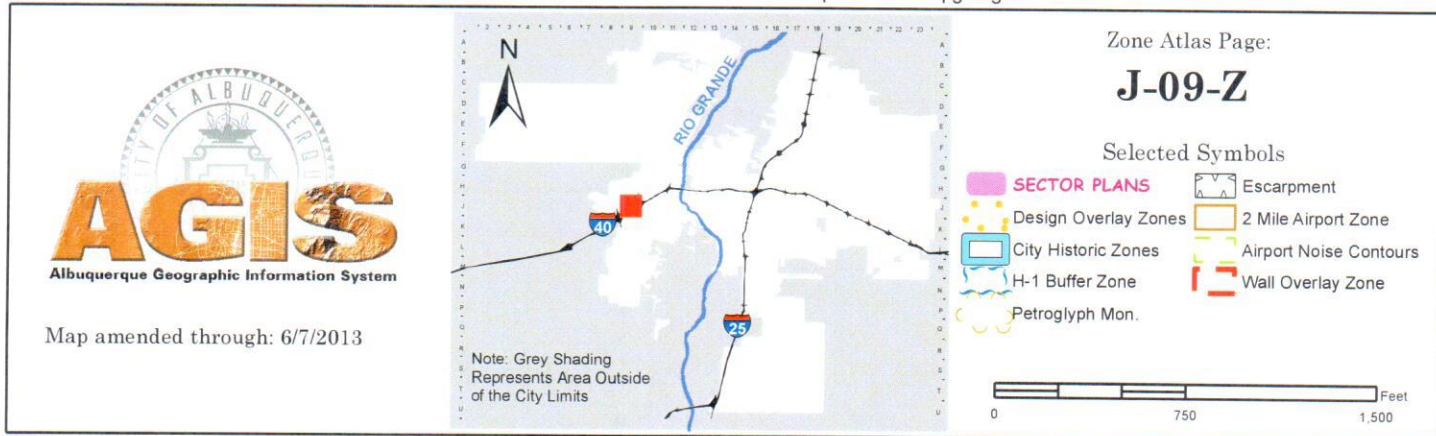 CITY OF ALBUQUERQUE
AGIS
Albuquerque Geographic Information System
Map amended through: 6/7/2013
N
RIO GRANDE
40
25
Note: Grey Shading
Represents Area Outside
of the City Limits
Zone Atlas Page:
J-09-Z
Selected Symbols
SECTOR PLANS
Escarpment
Design Overlay Zones
2 Mile Airport Zone
City Historic Zones
Airport Noise Contours
H-1 Buffer Zone
Wall Overlay Zone
Petroglyph Mon.
Feet
0 750 1,500